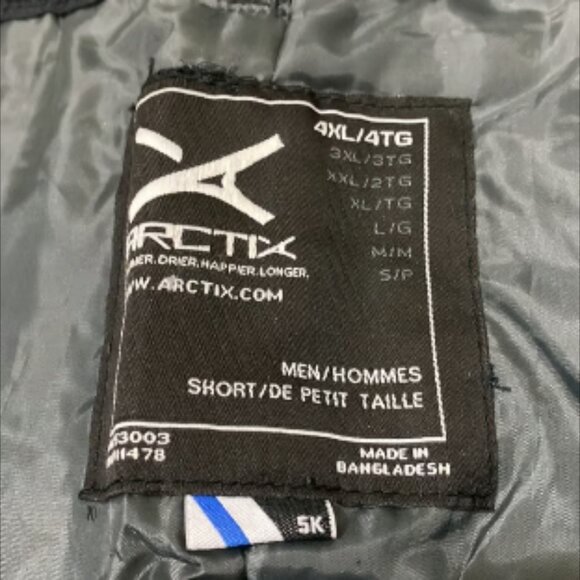 4XL/4TG
3XL/3TG
XXL/2TG
XL/TG
L/G
M/M
S/P
ARCTIX
DRIER. HAPPIER. LONGER.
WWW.ARCTIX.COM
MEN/HOMMES
SHORT/DE PETIT TAILLE
MADE IN
BANGLADESH
5K